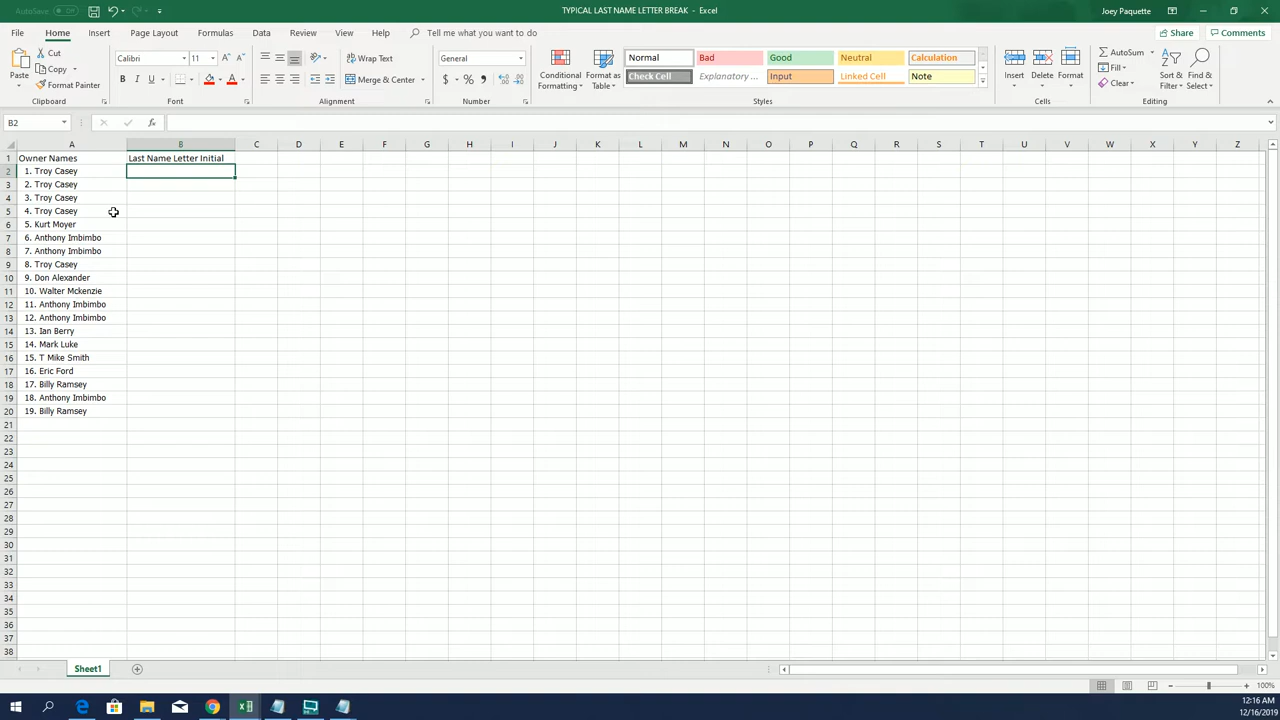 AutoSave Off
TYPICAL LAST NAME LETTER BREAK - Excel
Joey Paquette
File Home Insert Page Layout Formulas Data Review View Help Tell me what you want to do
Share Comments
Paste
Cut
Copy
Format Painter
Clipboard
Calibri 11
B I U A
Font
Wrap Text
Merge & Center
Alignment
General
$ % ,
Number
Conditional Formatting
Format as Table
Normal Bad Good Neutral Calculation
Check Cell Explanatory ... Input Linked Cell Note
Styles
Insert Delete Format
Cells
AutoSum
Fill
Clear
Sort & Filter
Find & Select
Editing
B2 fx
A B C D E F G H I J K L M N O P Q R S T U V W X Y Z
1 Owner Names Last Name Letter Initial
2 1. Troy Casey
3 2. Troy Casey
4 3. Troy Casey
5 4. Troy Casey
6 5. Kurt Moyer
7 6. Anthony Imbimbo
8 7. Anthony Imbimbo
9 8. Troy Casey
10 9. Don Alexander
11 10. Walter Mckenzie
12 11. Anthony Imbimbo
13 12. Anthony Imbimbo
14 13. Ian Berry
15 14. Mark Luke
16 15. T Mike Smith
17 16. Eric Ford
18 17. Billy Ramsey
19 18. Anthony Imbimbo
20 19. Billy Ramsey
21
22
23
24
25
26
27
28
29
30
31
32
33
34
35
36
37
38
Sheet1
100%
12:16 AM
12/16/2019